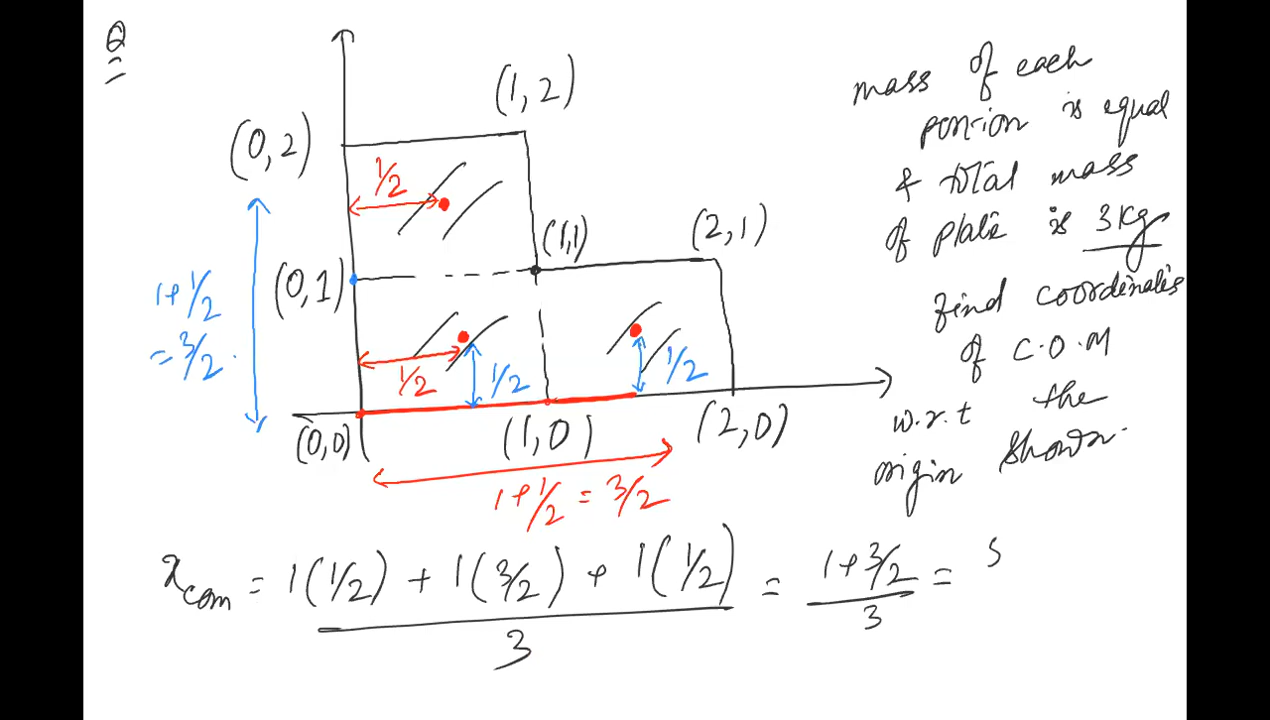 Q
(1, 2)
(0, 2)
1/2
(1,1)
(2, 1)
(0, 1)
1+1/2
= 3/2
1/2
1/2
1/2
(0,0)
(1, 0)
(2, 0)
1+1/2 = 3/2
mass of each
portion is equal
& total mass
of plate is 3Kg
find coordinates
of C.O.M
w.r.t the
origin shown.
xcom = 1(1/2) + 1(3/2) + 1(1/2) / 3 = 1+3/2 / 3 = 5